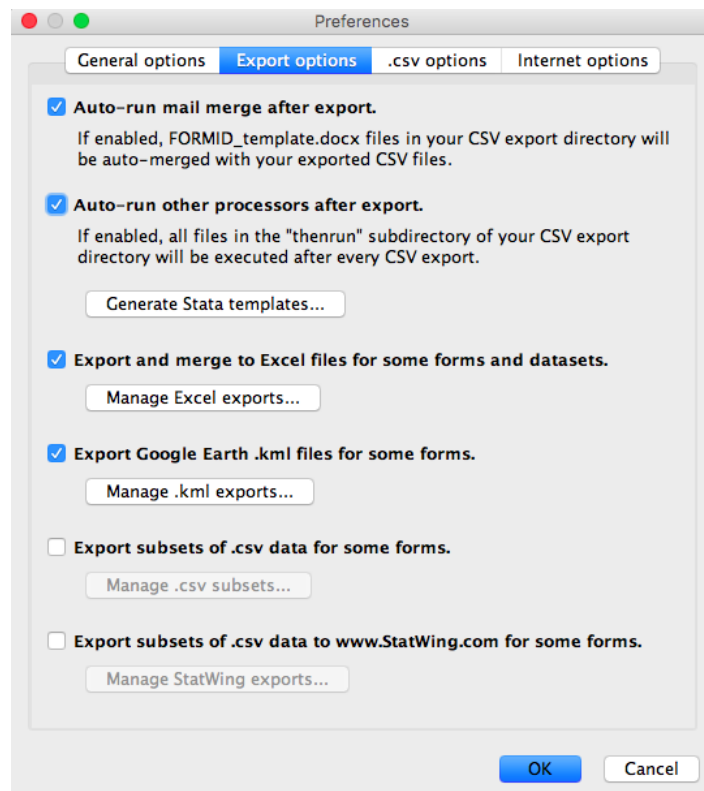 Preferences
General options
Export options
.csv options
Internet options
Auto-run mail merge after export.
If enabled, FORMID_template.docx files in your CSV export directory will
be auto-merged with your exported CSV files.
Auto-run other processors after export.
If enabled, all files in the "thenrun" subdirectory of your CSV export
directory will be executed after every CSV export.
Generate Stata templates...
Export and merge to Excel files for some forms and datasets.
Manage Excel exports...
Export Google Earth .kml files for some forms.
Manage .kml exports...
Export subsets of .csv data for some forms.
Manage .csv subsets...
Export subsets of .csv data to www.StatWing.com for some forms.
Manage StatWing exports...
OK
Cancel